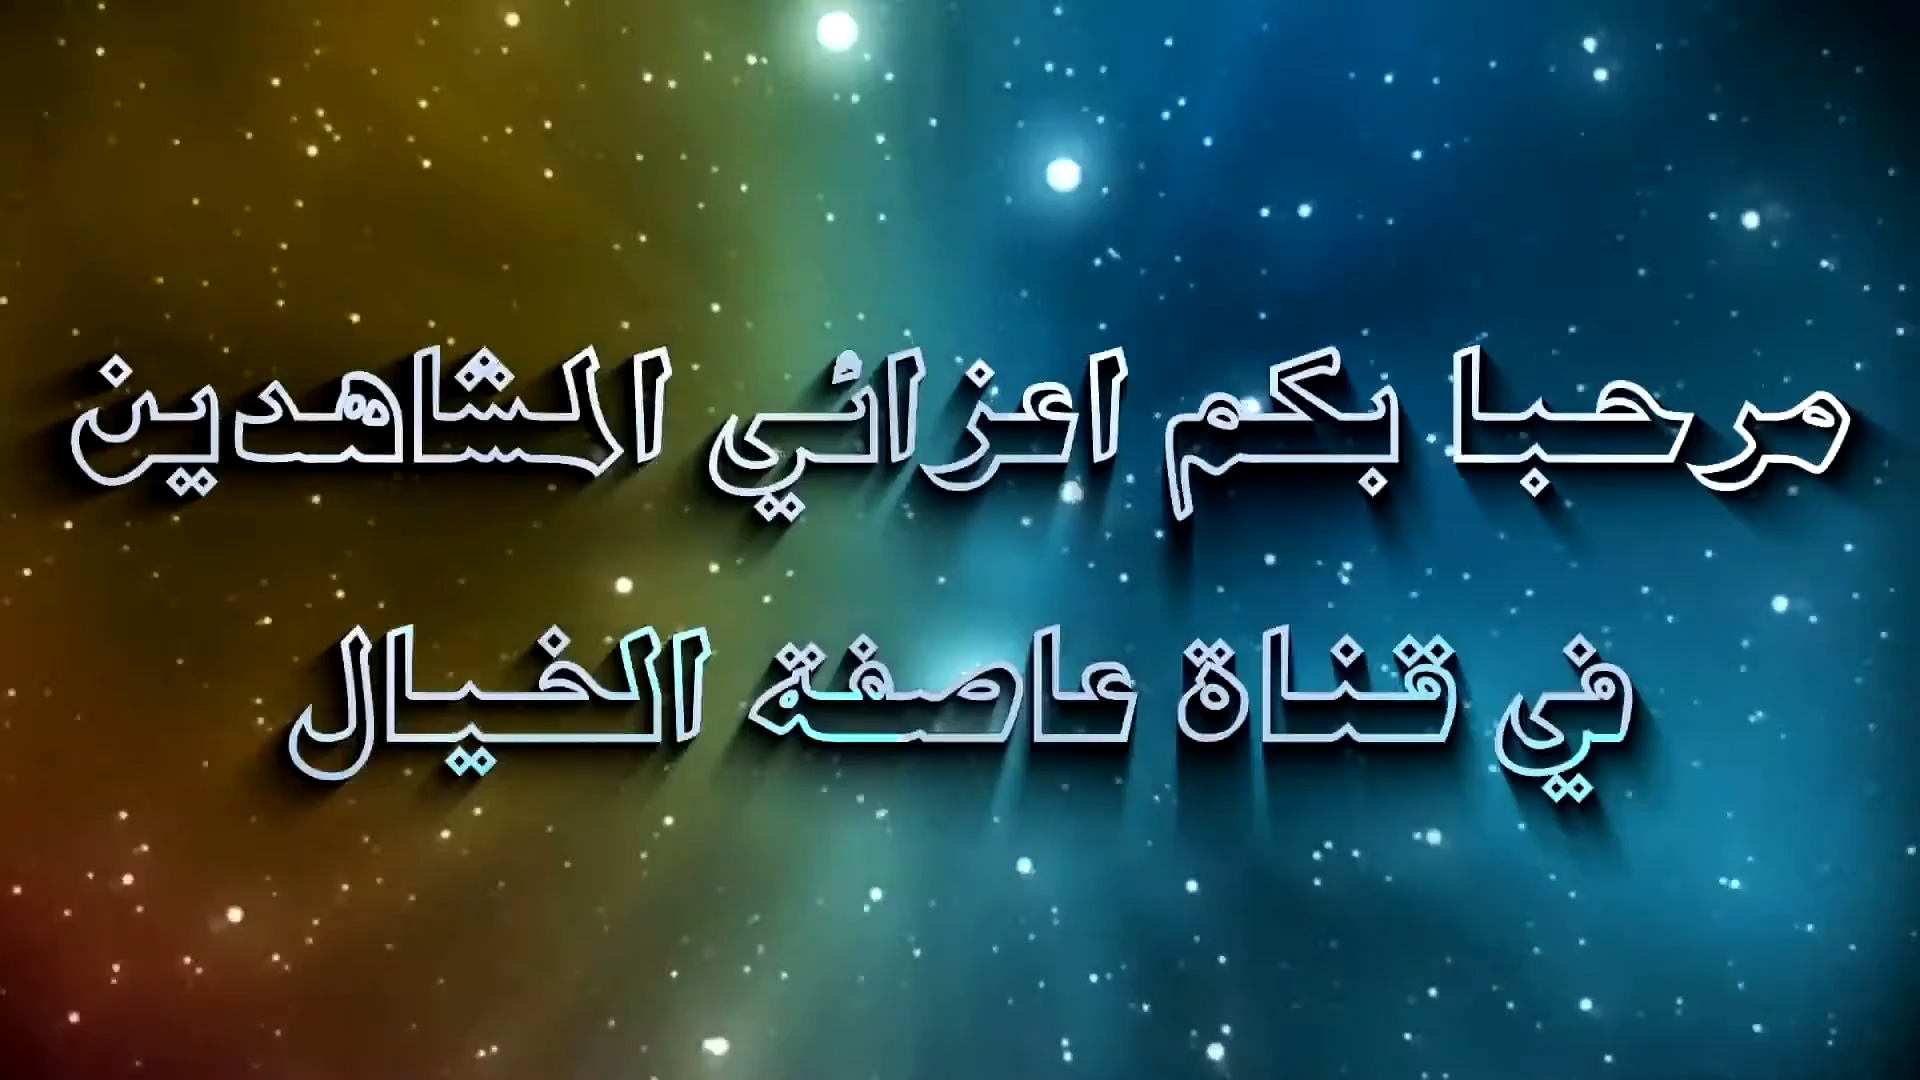 مرحبا بكم اعزائي المشاهدين
في قناة عاصفة الخيال